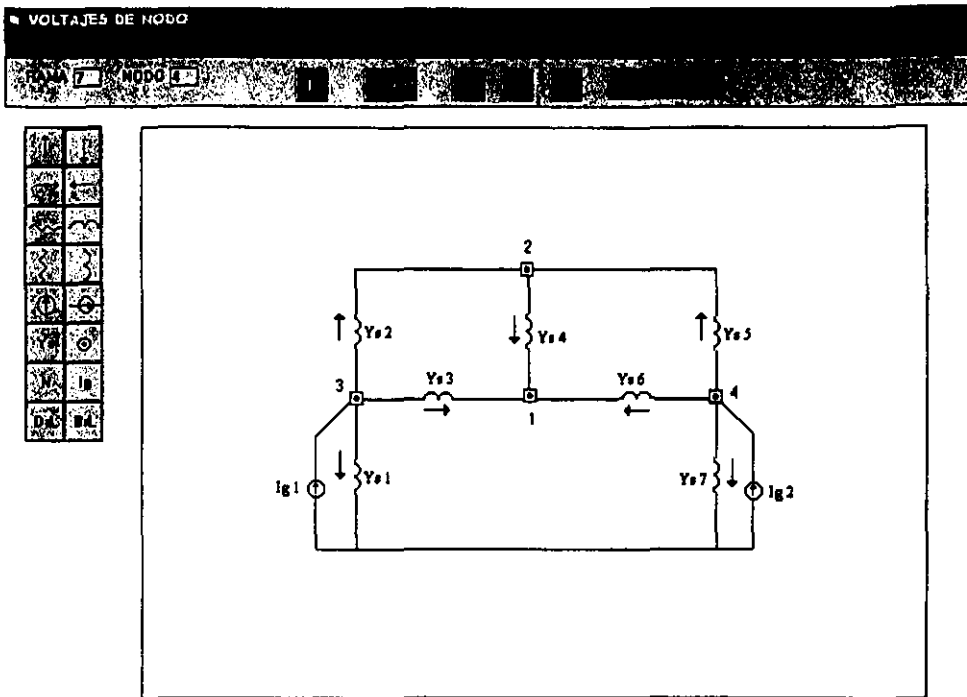 VOLTAJES DE NODO
RAMA 7 NODO 4
N Ig
2
Ys2 Ys4 Ys5
3 Ys3 Ys6 4
1
Ig1 Ys1 Ys7 Ig2